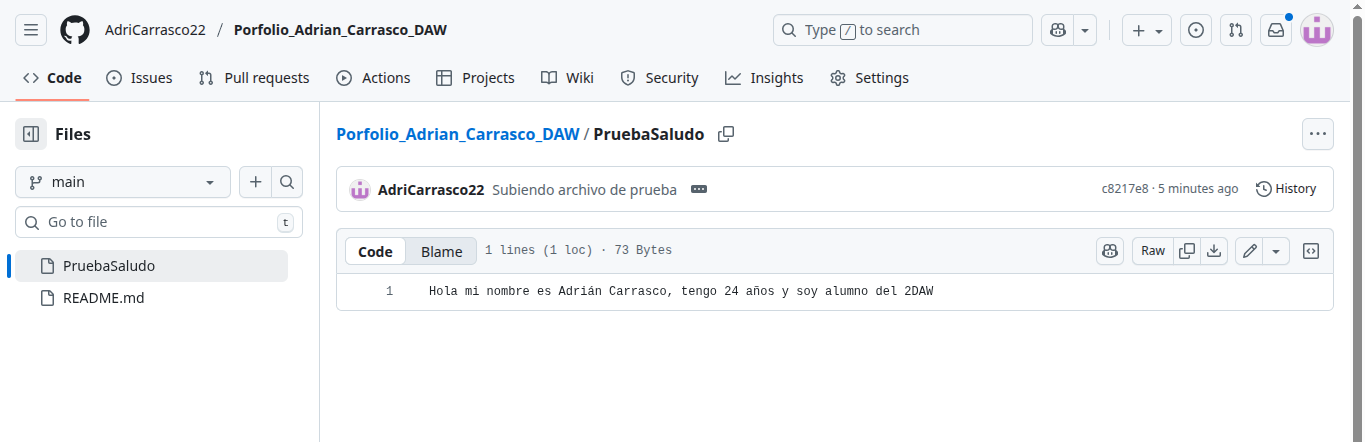 AdriCarrasco22 / Porfolio_Adrian_Carrasco_DAW Type / to search
Code Issues Pull requests Actions Projects Wiki Security Insights Settings
Files
main
Go to file t
PruebaSaludo
README.md
Porfolio_Adrian_Carrasco_DAW / PruebaSaludo
AdriCarrasco22 Subiendo archivo de prueba c8217e8 · 5 minutes ago History
Code Blame 1 lines (1 loc) · 73 Bytes Raw
1 Hola mi nombre es Adrián Carrasco, tengo 24 años y soy alumno del 2DAW